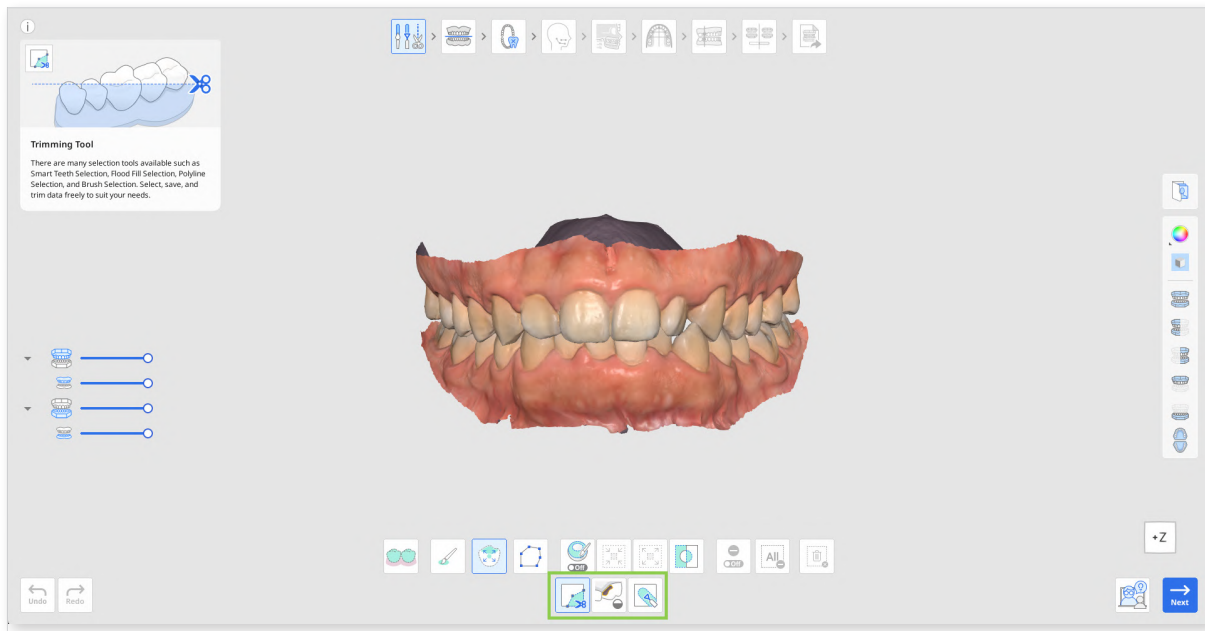 Trimming Tool
There are many selection tools available such as
Smart Teeth Selection, Flood Fill Selection, Polyline
Selection, and Brush Selection. Select, save, and
trim data freely to suit your needs.
+Z
Off
Off
All
Undo
Redo
Next